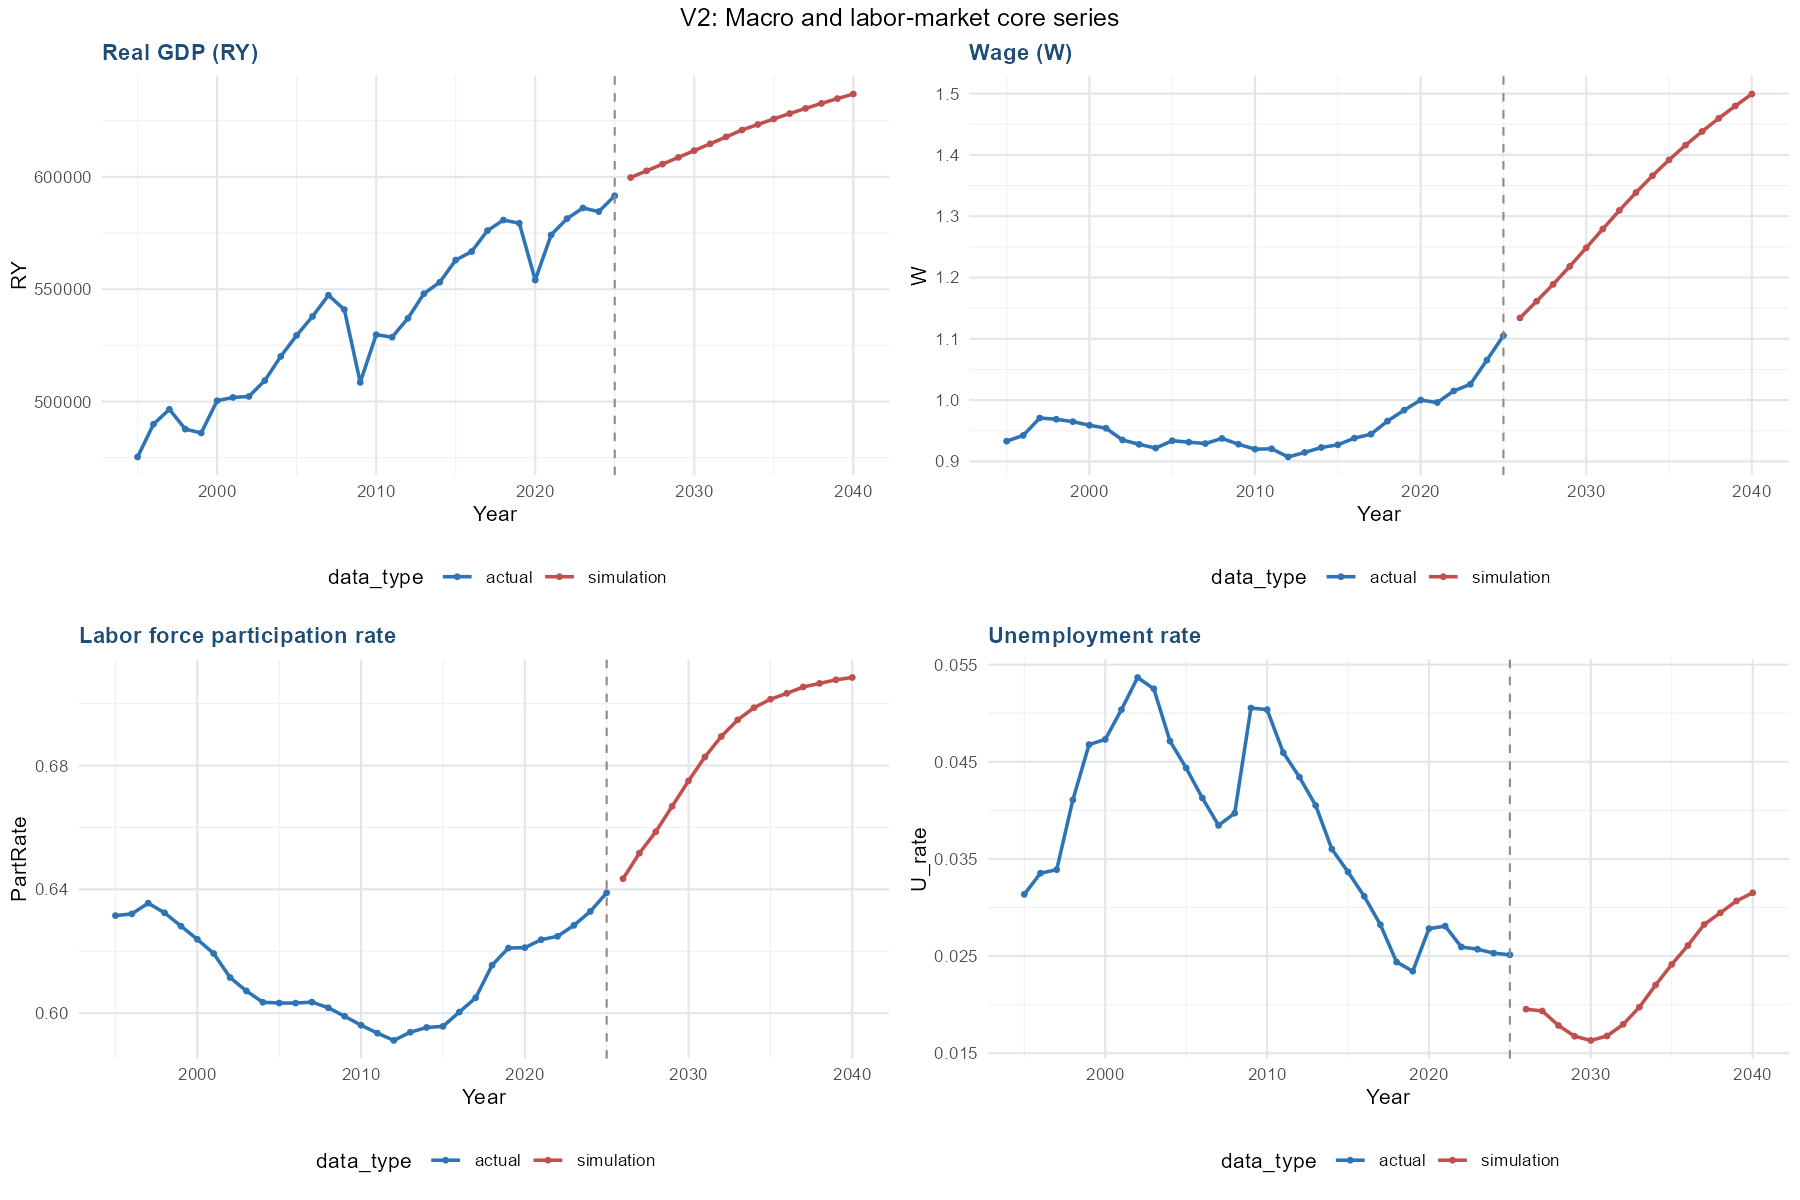 V2: Macro and labor-market core series
Real GDP (RY)
RY
600000
550000
500000
2000 2010 2020 2030 2040
Year
data_type actual simulation
Wage (W)
W
1.5
1.4
1.3
1.2
1.1
1.0
0.9
2000 2010 2020 2030 2040
Year
data_type actual simulation
Labor force participation rate
PartRate
0.68
0.64
0.60
2000 2010 2020 2030 2040
Year
data_type actual simulation
Unemployment rate
U_rate
0.055
0.045
0.035
0.025
0.015
2000 2010 2020 2030 2040
Year
data_type actual simulation